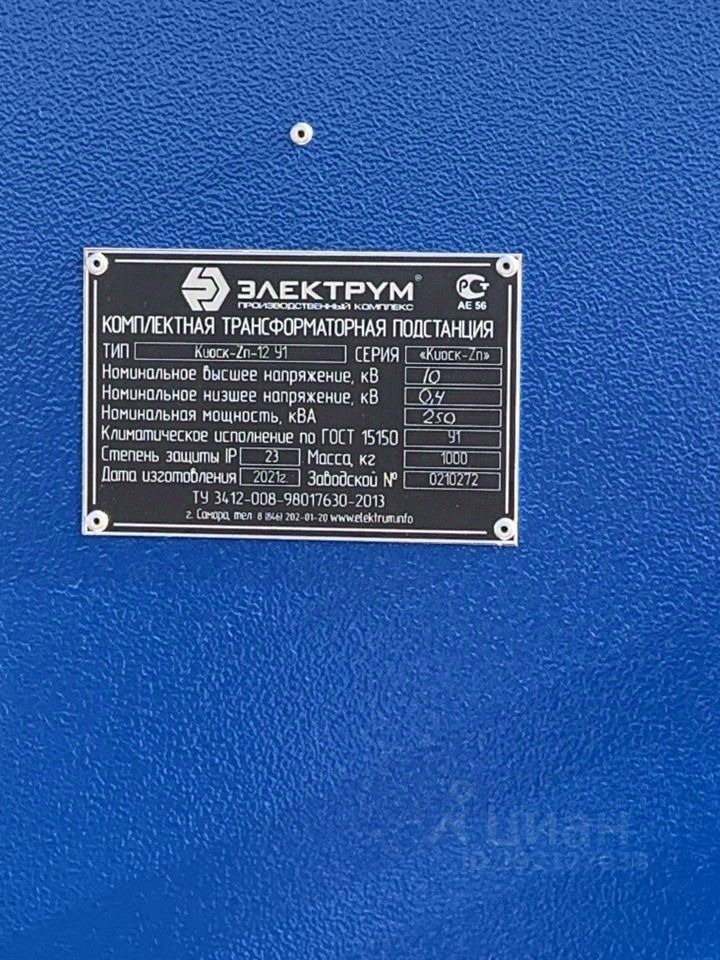 ЭЛЕКТРУМ®
ПРОИЗВОДСТВЕННЫЙ КОМПЛЕКС
АЕ 56
КОМПЛЕКТНАЯ ТРАНСФОРМАТОРНАЯ ПОДСТАНЦИЯ
ТИП Киоск-Zn-12 У1 СЕРИЯ «Киоск-Zn»
Номинальное высшее напряжение, кВ 10
Номинальное низшее напряжение, кВ 0,4
Номинальная мощность, кВА 250
Климатическое исполнение по ГОСТ 15150 У1
Степень защиты IP 23 Масса, кг 1000
Дата изготовления 2021г. Заводской № 0210272
ТУ 3412-008-98017630-2013
г. Самара, тел 8 (846) 202-01-20 www.elektrum.info
циан